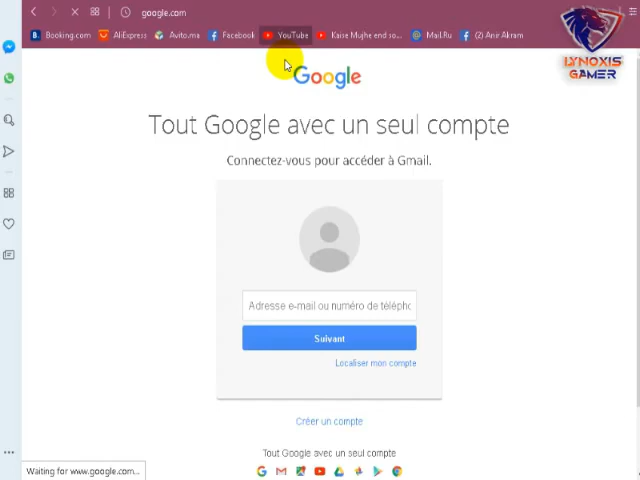 google.com
Booking.com AliExpress Avito.ma Facebook YouTube Kaise Mujhe end so... Mail.Ru (2) Anir Akram
LYNOXIS
GAMER
Google
Tout Google avec un seul compte
Connectez-vous pour accéder à Gmail.
Adresse e-mail ou numéro de télépho
Suivant
Localiser mon compte
Créer un compte
Tout Google avec un seul compte
Waiting for www.google.com...